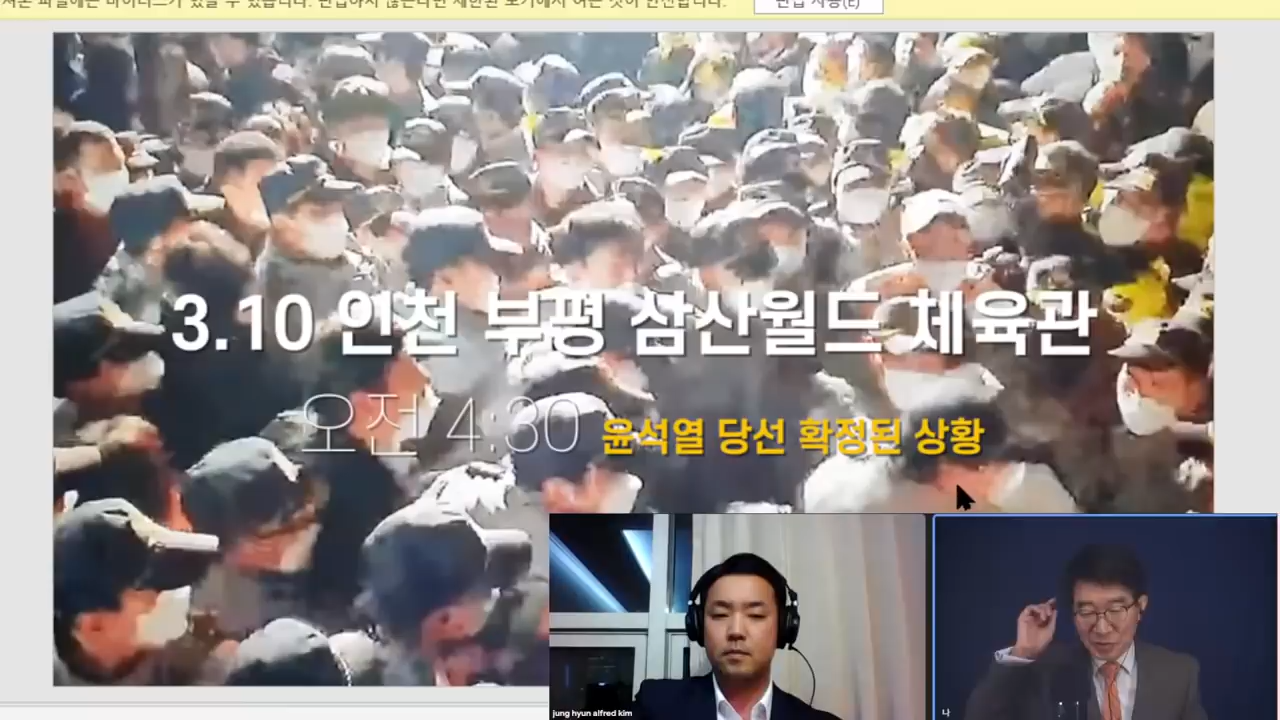 3.10 인천 부평 삼산월드 체육관
오전 4:30 윤석열 당선 확정된 상황
jung hyun alfred kim
나